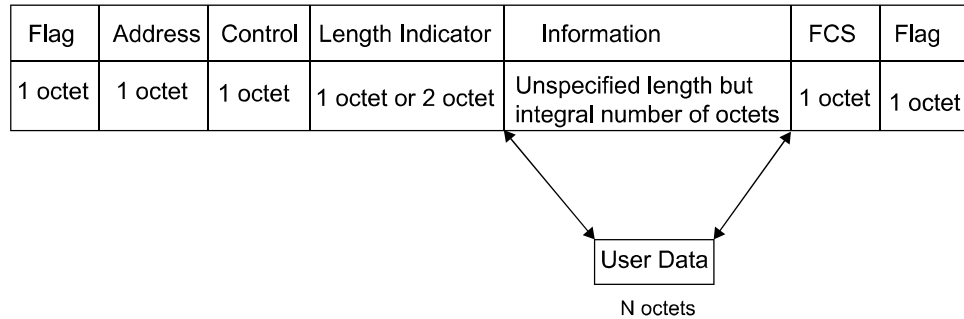 Flag Address Control Length Indicator Information FCS Flag
1 octet 1 octet 1 octet 1 octet or 2 octet Unspecified length but integral number of octets 1 octet 1 octet
User Data
N octets